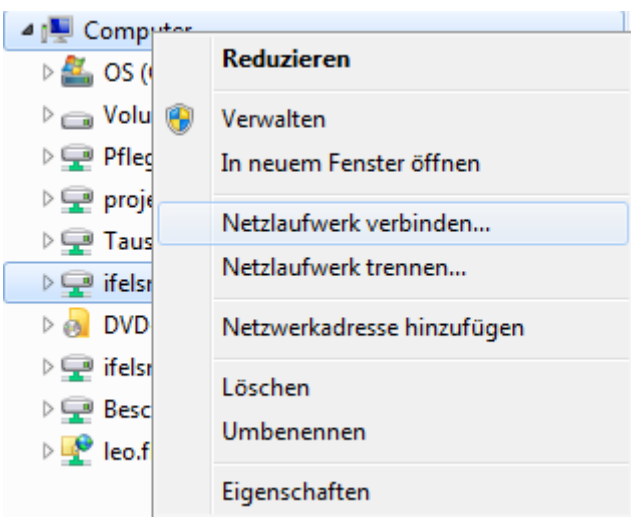 Computer
Reduzieren
OS (
Volu
Verwalten
Pfleg
In neuem Fenster öffnen
proje
Netzlaufwerk verbinden...
Taus
Netzlaufwerk trennen...
ifelsr
DVD
Netzwerkadresse hinzufügen
ifelsr
Löschen
Besc
Umbenennen
leo.f
Eigenschaften